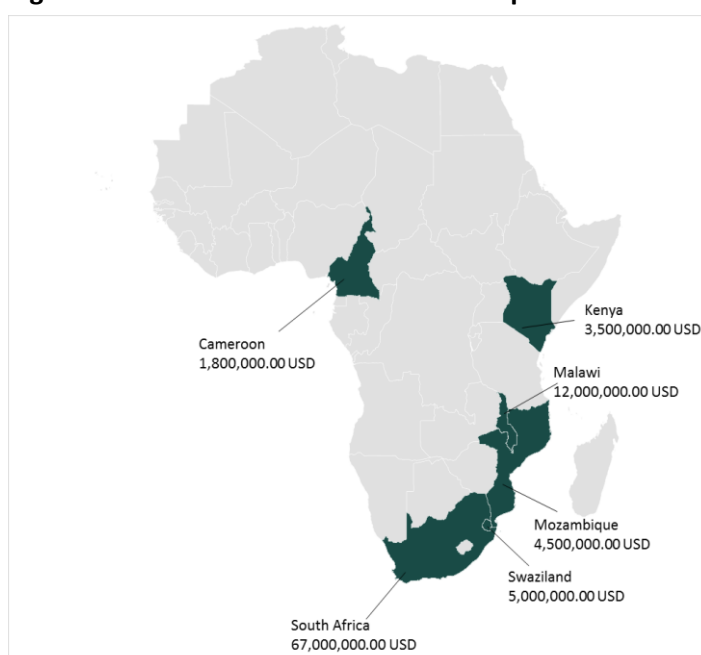 Cameroon
1,800,000.00 USD
Kenya
3,500,000.00 USD
Malawi
12,000,000.00 USD
Mozambique
4,500,000.00 USD
Swaziland
5,000,000.00 USD
South Africa
67,000,000.00 USD